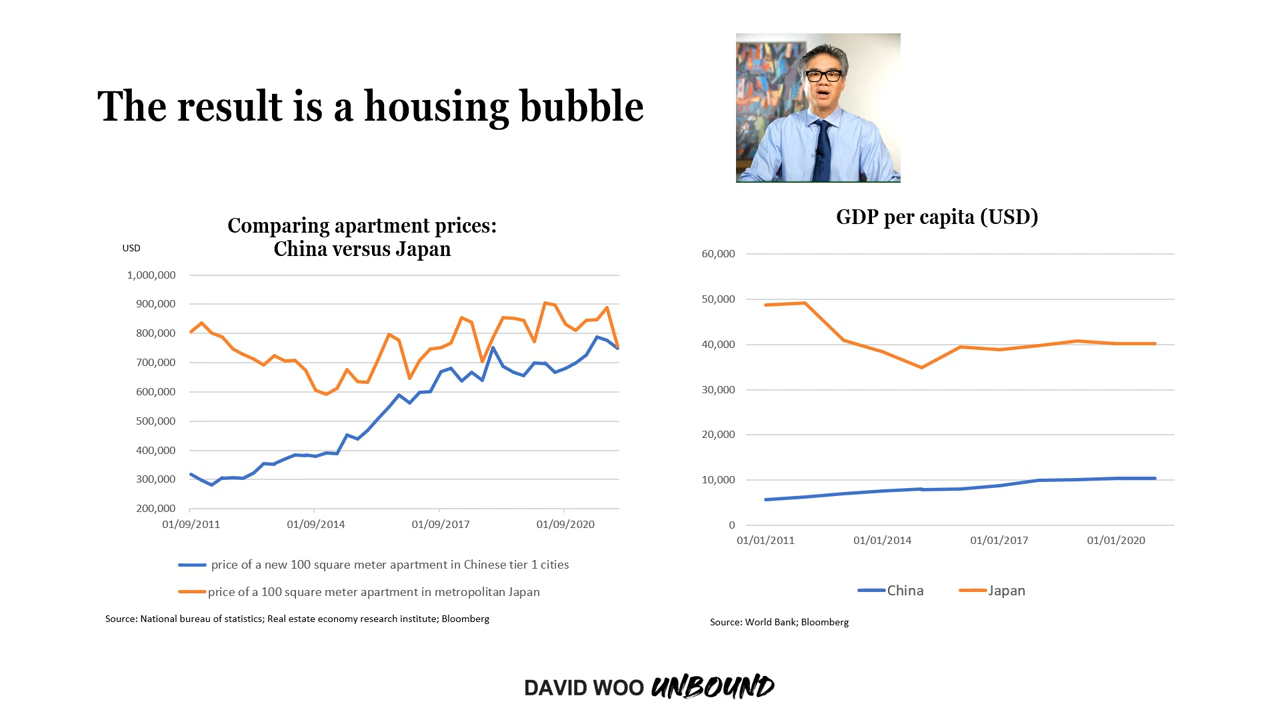 The result is a housing bubble
Comparing apartment prices:
China versus Japan
USD
1,000,000
900,000
800,000
700,000
600,000
500,000
400,000
300,000
200,000
01/09/2011 01/09/2014 01/09/2017 01/09/2020
price of a new 100 square meter apartment in Chinese tier 1 cities
price of a 100 square meter apartment in metropolitan Japan
Source: National bureau of statistics; Real estate economy research institute; Bloomberg
GDP per capita (USD)
60,000
50,000
40,000
30,000
20,000
10,000
0
01/01/2011 01/01/2014 01/01/2017 01/01/2020
China Japan
Source: World Bank; Bloomberg
DAVID WOO UNBOUND